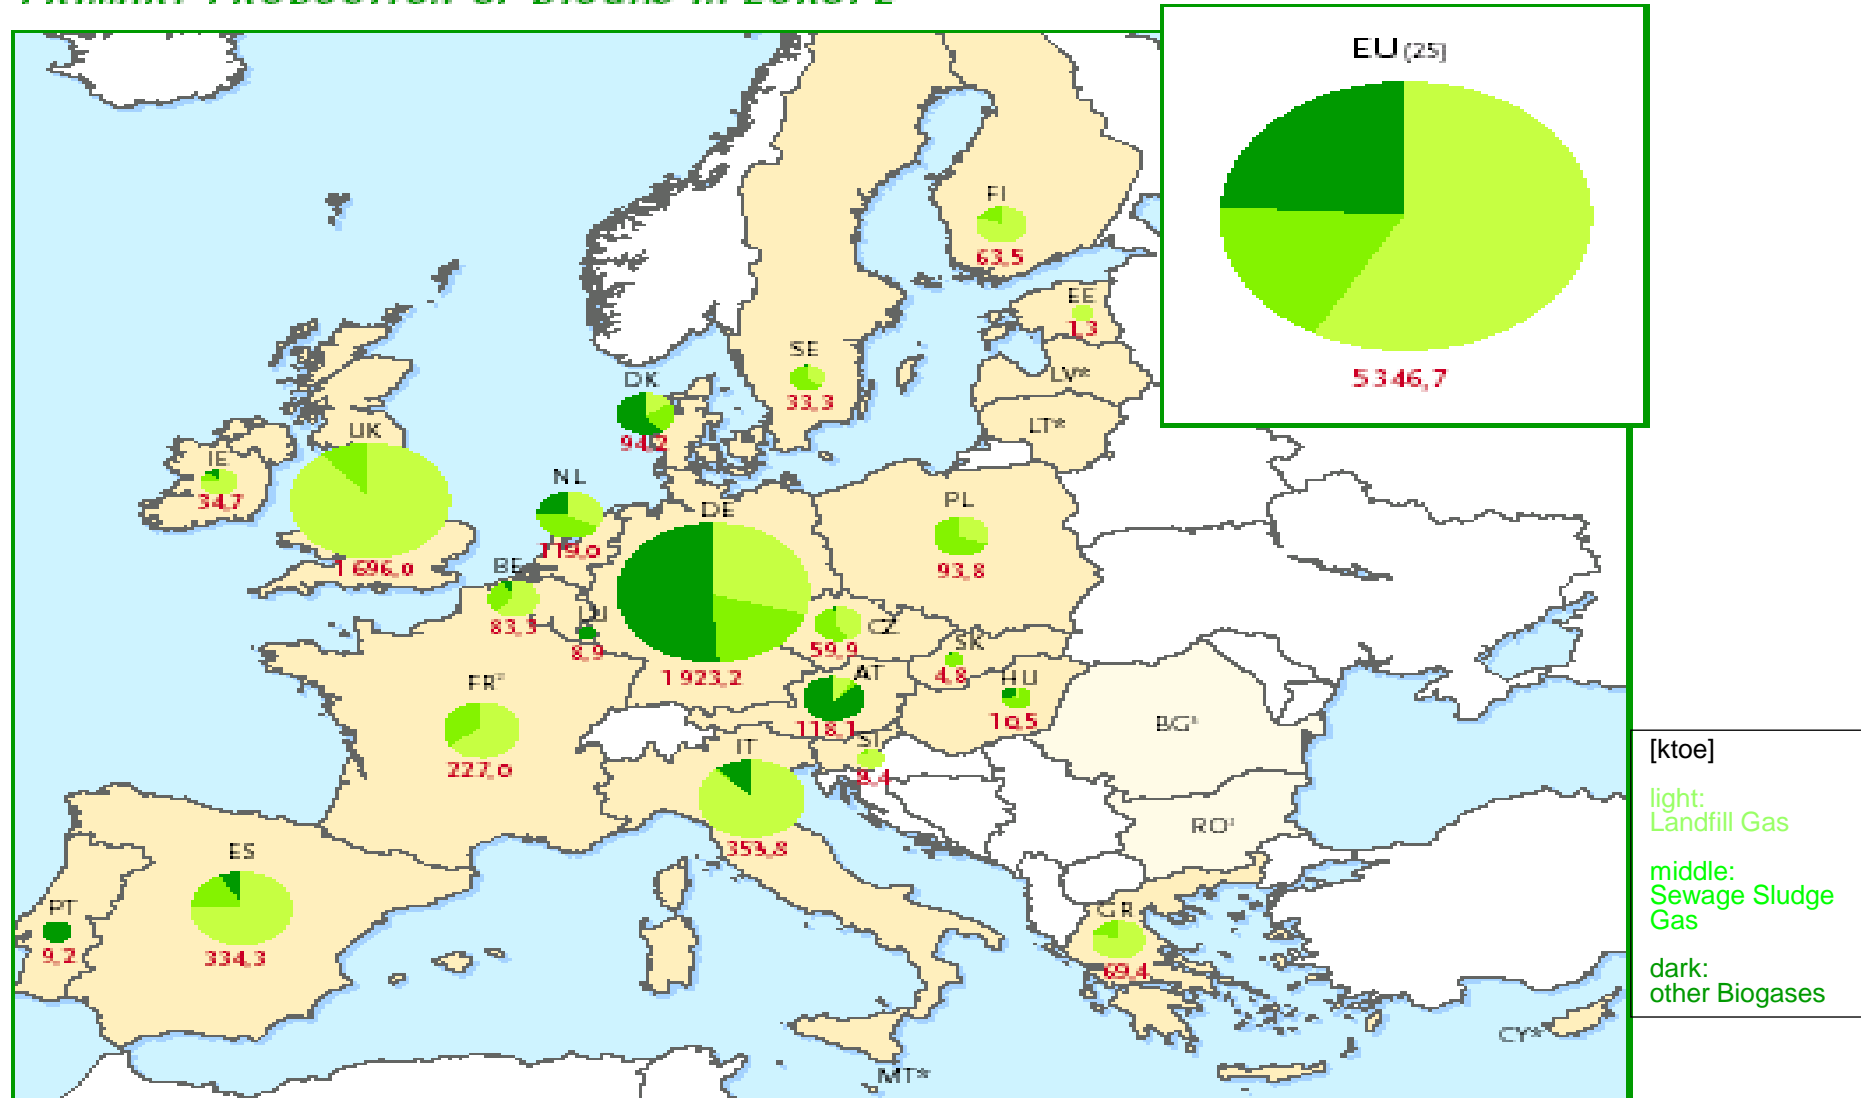 EU (25)
5 346,7
FI
63,5
EE
1,3
SE
33,3
LV*
DK
94,2
LT*
UK
1 696,0
IE
34,7
NL
119,0
DE
1 923,2
PL
93,8
BE
83,3
LU
8,9
CZ
59,9
SK
4,8
AT
118,1
HU
10,5
FR
227,0
BG
IT
353,8
SI
RO
ES
334,3
PT
9,2
GR
69,4
CY*
MT*
[ktoe]
light:
Landfill Gas
middle:
Sewage Sludge
Gas
dark:
other Biogases